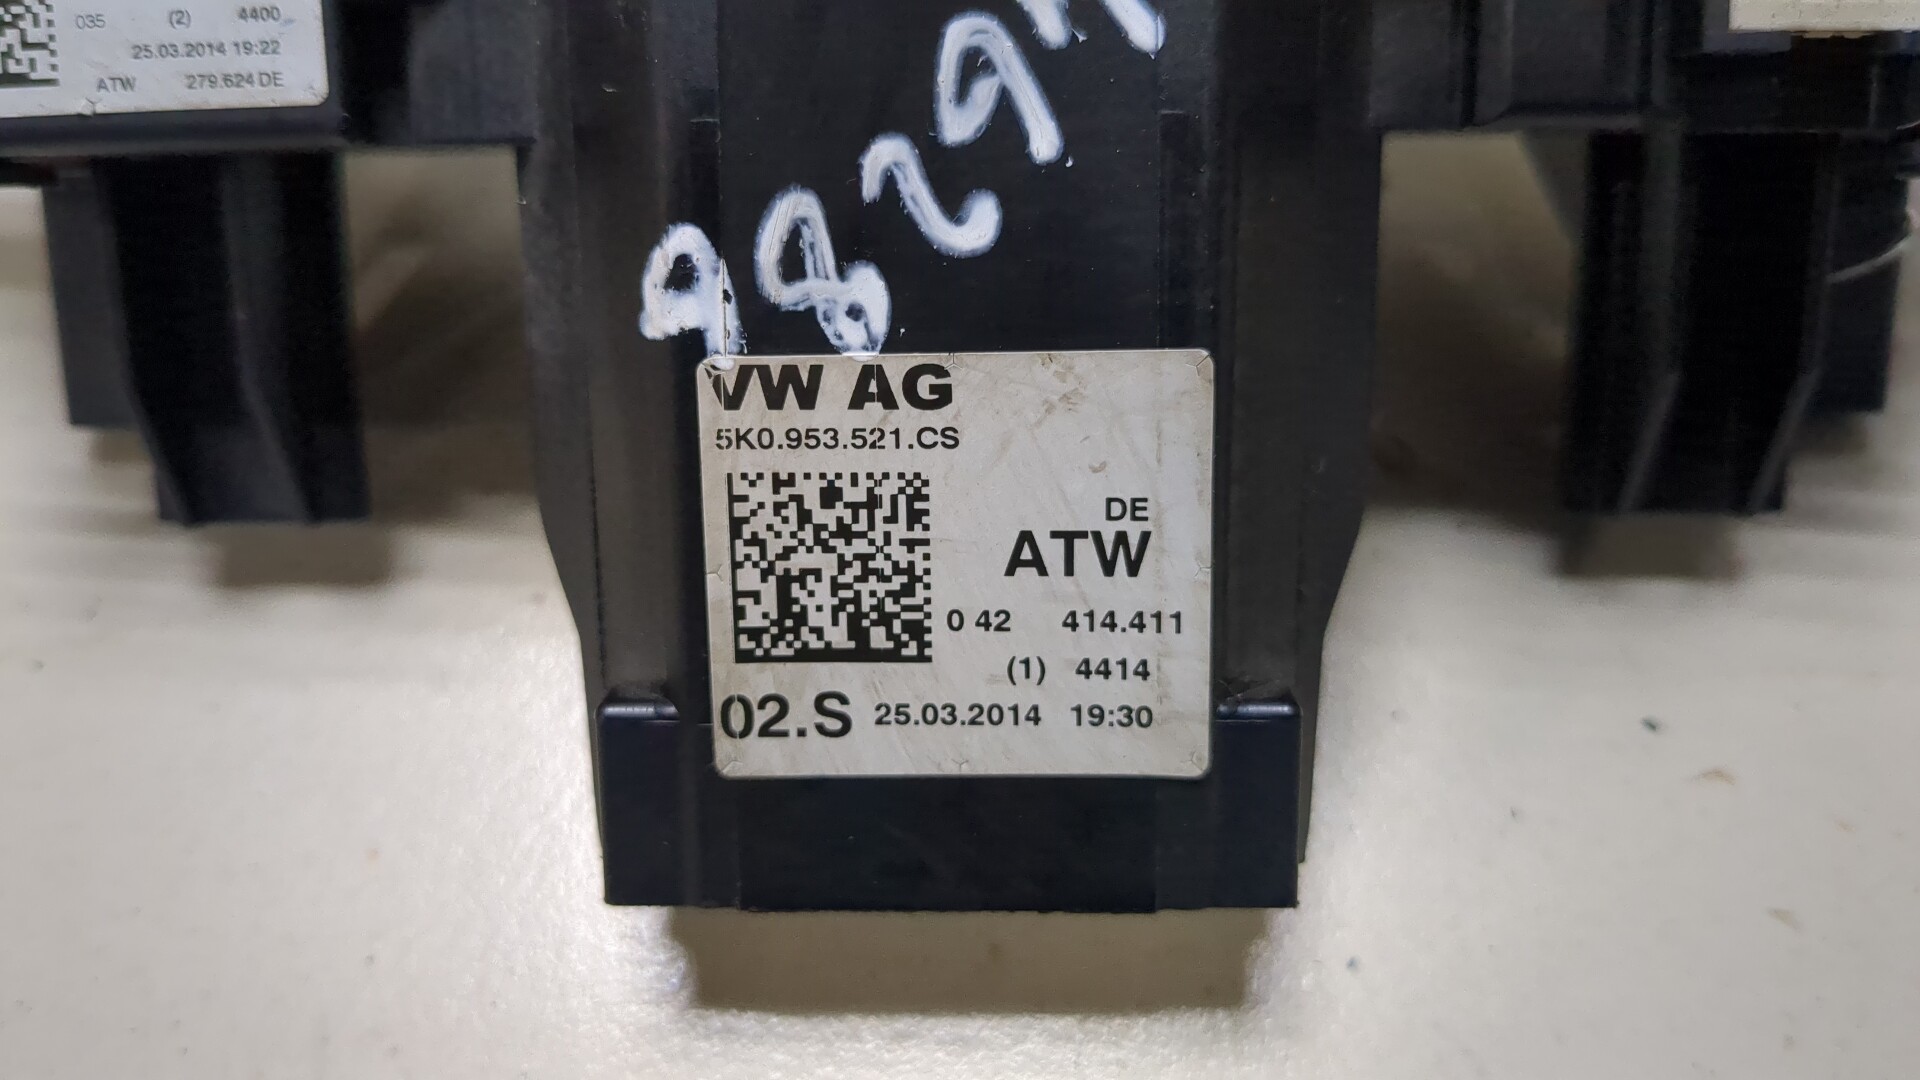 035 (2) 4400
25.03.2014 19:22
ATW 279.624 DE
VW AG
5K0.953.521.CS
DE
ATW
0 42 414.411
(1) 4414
02.S 25.03.2014 19:30